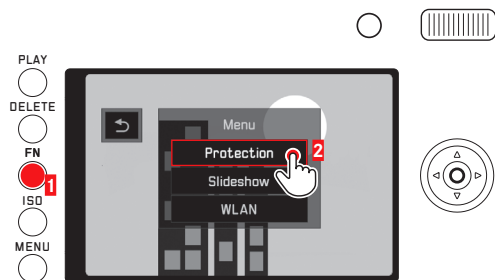 PLAY
DELETE
FN
1
ISO
MENU
Menu
Protection
2
Slideshow
WLAN